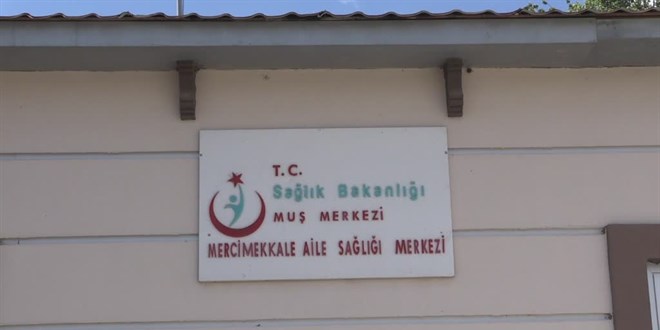 T.C.
Sağlık Bakanlığı
MUŞ MERKEZİ
MERCİMEKKALE AİLE SAĞLIĞI MERKEZİ